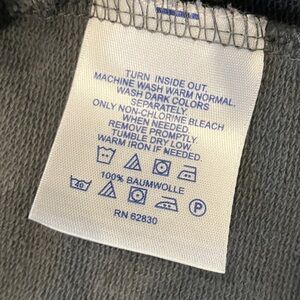 TURN INSIDE OUT.
MACHINE WASH WARM NORMAL.
WASH DARK COLORS
SEPARATELY.
ONLY NON-CHLORINE BLEACH
WHEN NEEDED.
REMOVE PROMPTLY.
TUMBLE DRY LOW.
WARM IRON IF NEEDED.
100% BAUMWOLLE
40 P
RN 62830